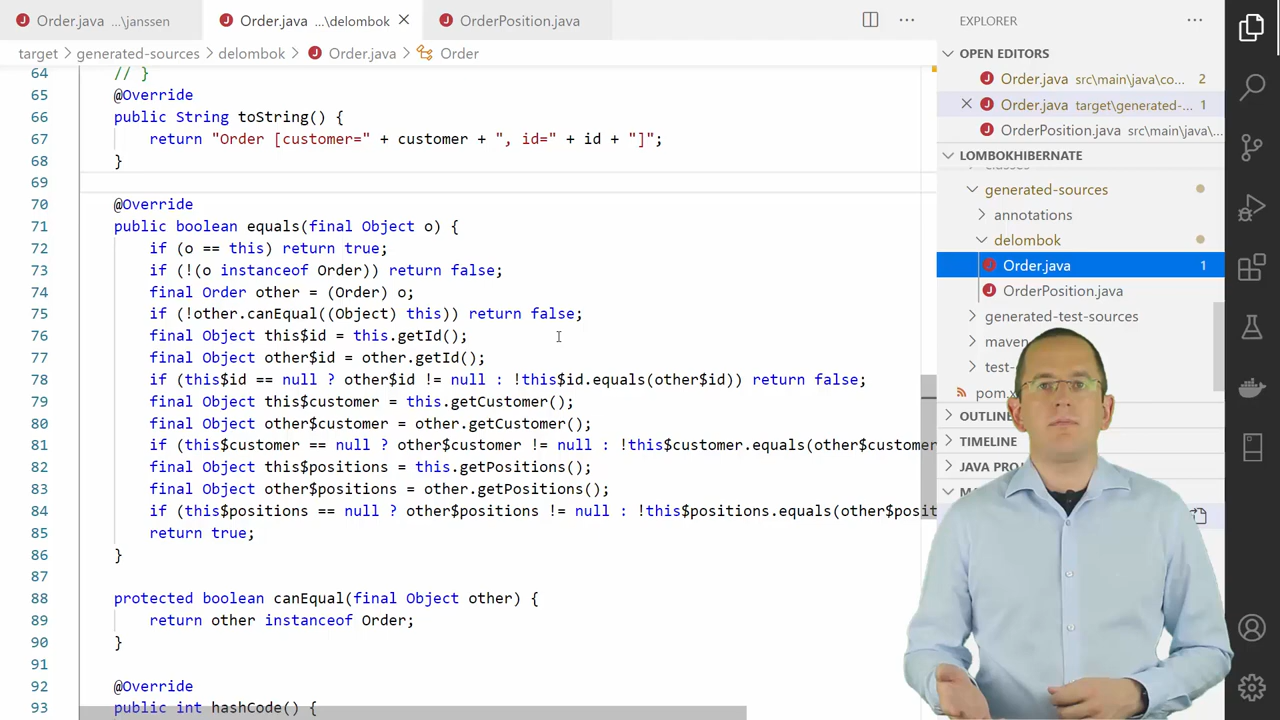 Order.java ...\janssen
Order.java ...\delombok
OrderPosition.java
EXPLORER
target > generated-sources > delombok > Order.java > Order
OPEN EDITORS
Order.java src\main\java\co... 2
Order.java target\generated-... 1
OrderPosition.java src\main\java\...
LOMBOKHIBERNATE
generated-sources
annotations
delombok
Order.java 1
OrderPosition.java
generated-test-sources
maven
test-
pom.x
OUTLINE
TIMELINE
JAVA PRO
64 // }
65 @Override
66 public String toString() {
67 return "Order [customer=" + customer + ", id=" + id + "]";
68 }
69
70 @Override
71 public boolean equals(final Object o) {
72 if (o == this) return true;
73 if (!(o instanceof Order)) return false;
74 final Order other = (Order) o;
75 if (!other.canEqual((Object) this)) return false;
76 final Object this$id = this.getId();
77 final Object other$id = other.getId();
78 if (this$id == null ? other$id != null : !this$id.equals(other$id)) return false;
79 final Object this$customer = this.getCustomer();
80 final Object other$customer = other.getCustomer();
81 if (this$customer == null ? other$customer != null : !this$customer.equals(other$customer
82 final Object this$positions = this.getPositions();
83 final Object other$positions = other.getPositions();
84 if (this$positions == null ? other$positions != null : !this$positions.equals(other$posit
85 return true;
86 }
87
88 protected boolean canEqual(final Object other) {
89 return other instanceof Order;
90 }
91
92 @Override
93 public int hashCode() {